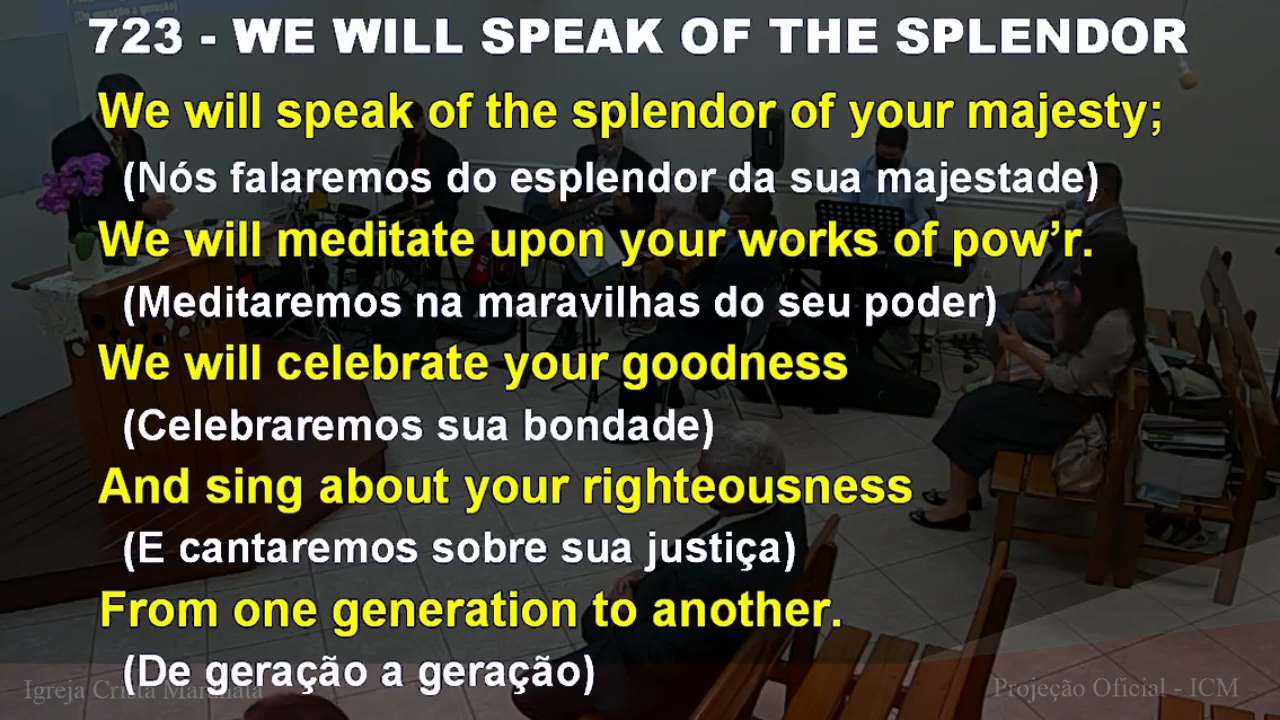 723 - WE WILL SPEAK OF THE SPLENDOR
We will speak of the splendor of your majesty;
(Nós falaremos do esplendor da sua majestade)
We will meditate upon your works of pow’r.
(Meditaremos na maravilhas do seu poder)
We will celebrate your goodness
(Celebraremos sua bondade)
And sing about your righteousness
(E cantaremos sobre sua justiça)
From one generation to another.
(De geração a geração)
Igreja Cristã Maranata
Projeção Oficial - ICM